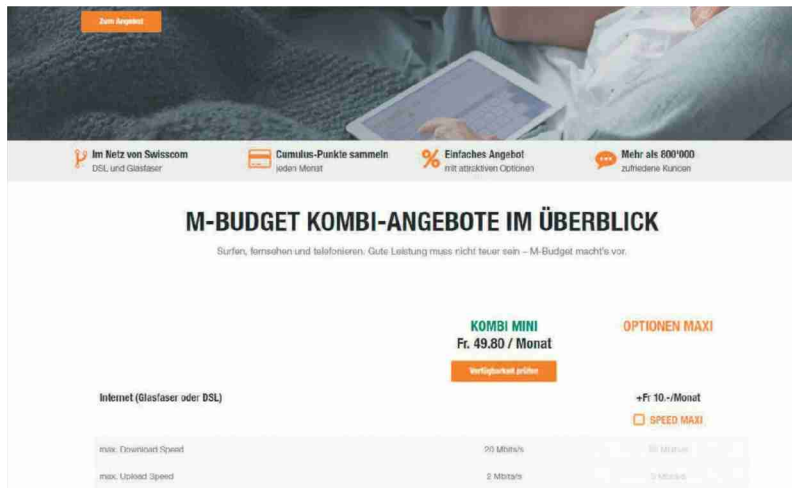 Zum Angebot
Im Netz von Swisscom
DSL und Glasfaser
Cumulus-Punkte sammeln
jeden Monat
Einfaches Angebot
mit attraktiven Optionen
Mehr als 800'000
zufriedene Kunden
M-BUDGET KOMBI-ANGEBOTE IM ÜBERBLICK
Surfen, fernsehen und telefonieren. Gute Leistung muss nicht teuer sein – M-Budget macht's vor.
KOMBI MINI
Fr. 49.80 / Monat
OPTIONEN MAXI
Verfügbarkeit prüfen
Internet (Glasfaser oder DSL)
+Fr 10.-/Monat
SPEED MAXI
max. Download Speed
20 Mbits/s
max. Upload Speed
2 Mbits/s